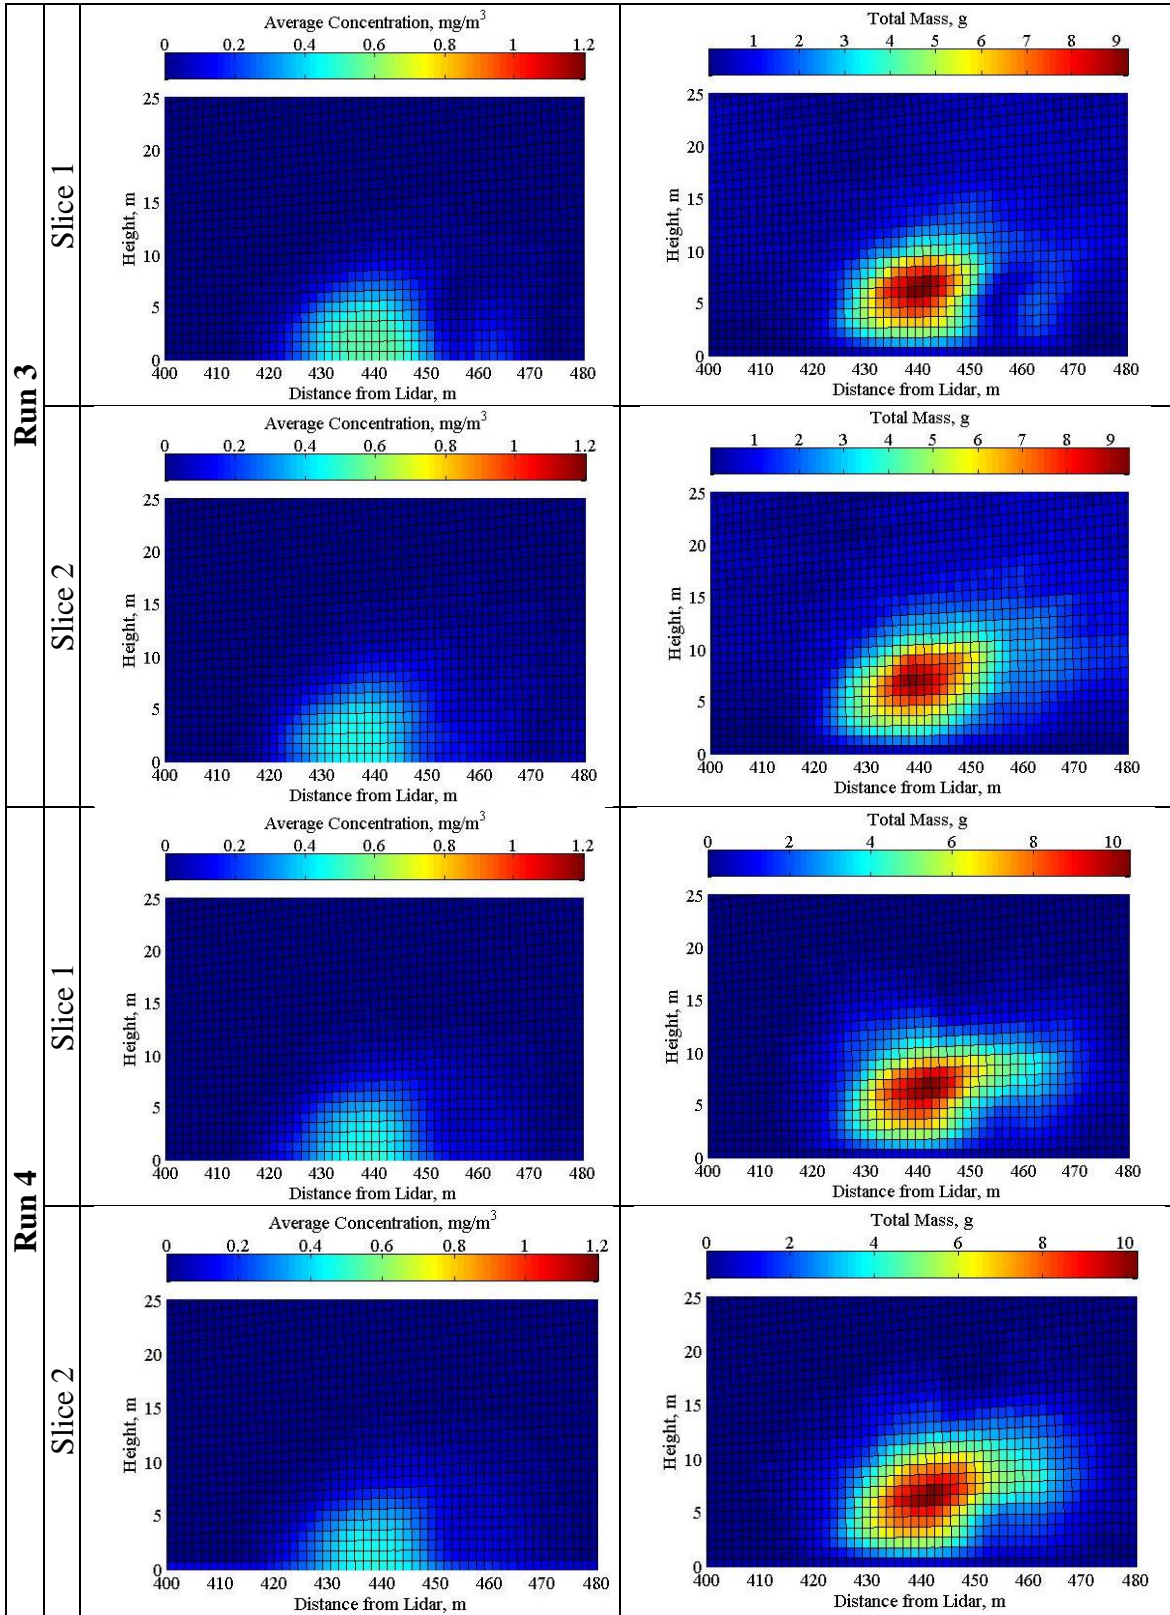 Run 3
Slice 1
Average Concentration, mg/m³
0 0.2 0.4 0.6 0.8 1 1.2
Height, m
25
20
15
10
5
0
400 410 420 430 440 450 460 470 480
Distance from Lidar, m
Total Mass, g
1 2 3 4 5 6 7 8 9
Height, m
25
20
15
10
5
0
400 410 420 430 440 450 460 470 480
Distance from Lidar, m
Slice 2
Average Concentration, mg/m³
0 0.2 0.4 0.6 0.8 1 1.2
Height, m
25
20
15
10
5
0
400 410 420 430 440 450 460 470 480
Distance from Lidar, m
Total Mass, g
1 2 3 4 5 6 7 8 9
Height, m
25
20
15
10
5
0
400 410 420 430 440 450 460 470 480
Distance from Lidar, m
Run 4
Slice 1
Average Concentration, mg/m³
0 0.2 0.4 0.6 0.8 1 1.2
Height, m
25
20
15
10
5
0
400 410 420 430 440 450 460 470 480
Distance from Lidar, m
Total Mass, g
0 2 4 6 8 10
Height, m
25
20
15
10
5
0
400 410 420 430 440 450 460 470 480
Distance from Lidar, m
Slice 2
Average Concentration, mg/m³
0 0.2 0.4 0.6 0.8 1 1.2
Height, m
25
20
15
10
5
0
400 410 420 430 440 450 460 470 480
Distance from Lidar, m
Total Mass, g
0 2 4 6 8 10
Height, m
25
20
15
10
5
0
400 410 420 430 440 450 460 470 480
Distance from Lidar, m